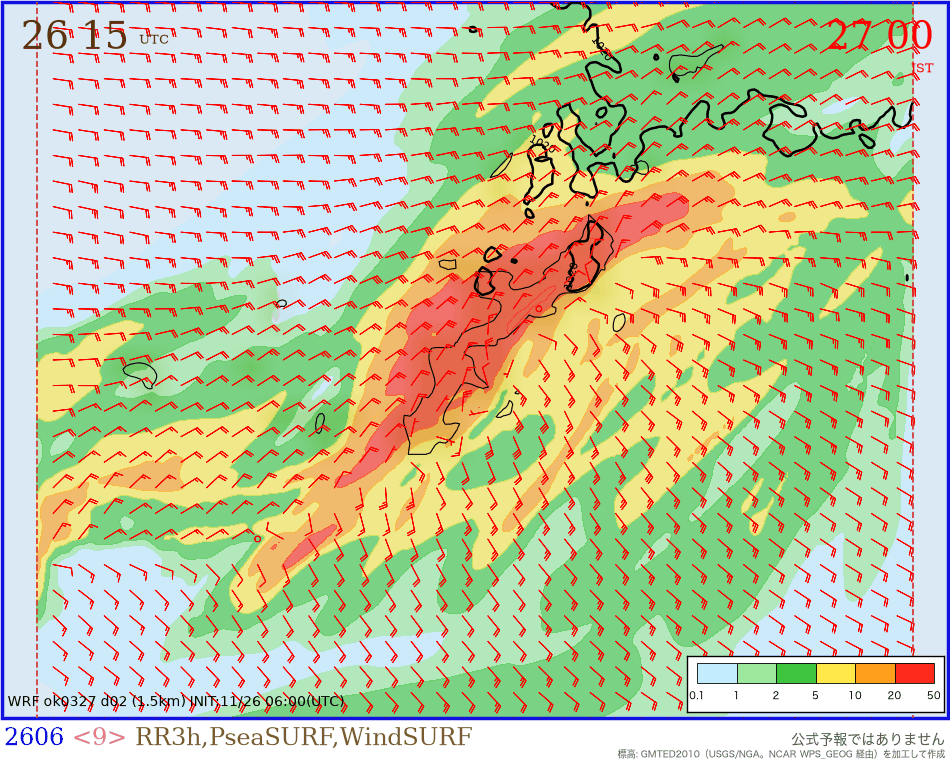 26 15 UTC
27 00
JST
WRF ok0327 d02 (1.5km) INIT:11/26 06:00(UTC)
0.1 1 2 5 10 20 50
2606 <9> RR3h,PseaSURF,WindSURF
公式予報ではありません
標高: GMTED2010（USGS/NGA。NCAR WPS_GEOG 経由）を加工して作成